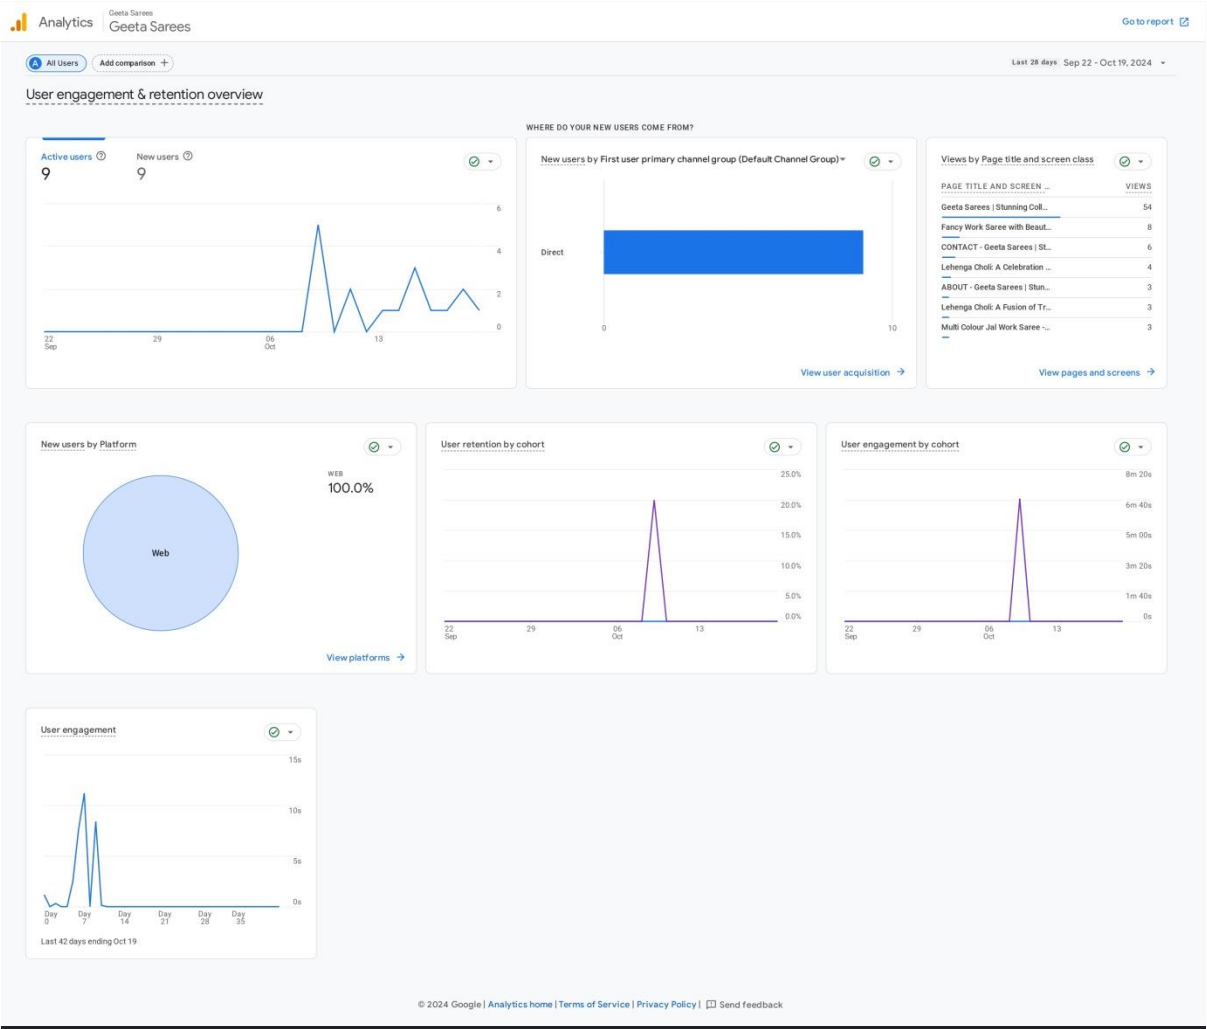 Analytics
Geeta Sarees
Geeta Sarees
Go to report
A All Users
Add comparison +
Last 28 days Sep 22 - Oct 19, 2024
User engagement & retention overview
Active users
9
New users
9
6
4
2
0
22 Sep
29
06 Oct
13
WHERE DO YOUR NEW USERS COME FROM?
New users by First user primary channel group (Default Channel Group)
Direct
0
10
View user acquisition →
Views by Page title and screen class
PAGE TITLE AND SCREEN ... VIEWS
Geeta Sarees | Stunning Coll... 54
Fancy Work Saree with Beaut... 8
CONTACT - Geeta Sarees | St... 6
Lehenga Choli: A Celebration ... 4
ABOUT - Geeta Sarees | Stun... 3
Lehenga Choli: A Fusion of Tr... 3
Multi Colour Jal Work Saree -... 3
View pages and screens →
New users by Platform
Web
WEB
100.0%
View platforms →
User retention by cohort
25.0%
20.0%
15.0%
10.0%
5.0%
0.0%
22 Sep
29
06 Oct
13
User engagement by cohort
8m 20s
6m 40s
5m 00s
3m 20s
1m 40s
0s
22 Sep
29
06 Oct
13
User engagement
15s
10s
5s
0s
Day 0
Day 7
Day 14
Day 21
Day 28
Day 35
Last 42 days ending Oct 19
© 2024 Google | Analytics home | Terms of Service | Privacy Policy | Send feedback